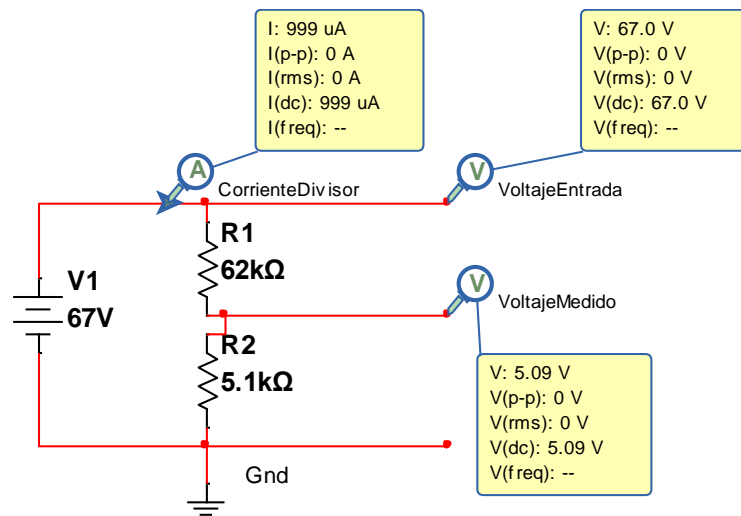 I: 999 uA
I(p-p): 0 A
I(rms): 0 A
I(dc): 999 uA
I(freq): --
V: 67.0 V
V(p-p): 0 V
V(rms): 0 V
V(dc): 67.0 V
V(freq): --
A
CorrienteDivisor
V
VoltajeEntrada
R1
62kΩ
V1
67V
V
VoltajeMedido
R2
5.1kΩ
V: 5.09 V
V(p-p): 0 V
V(rms): 0 V
V(dc): 5.09 V
V(freq): --
Gnd